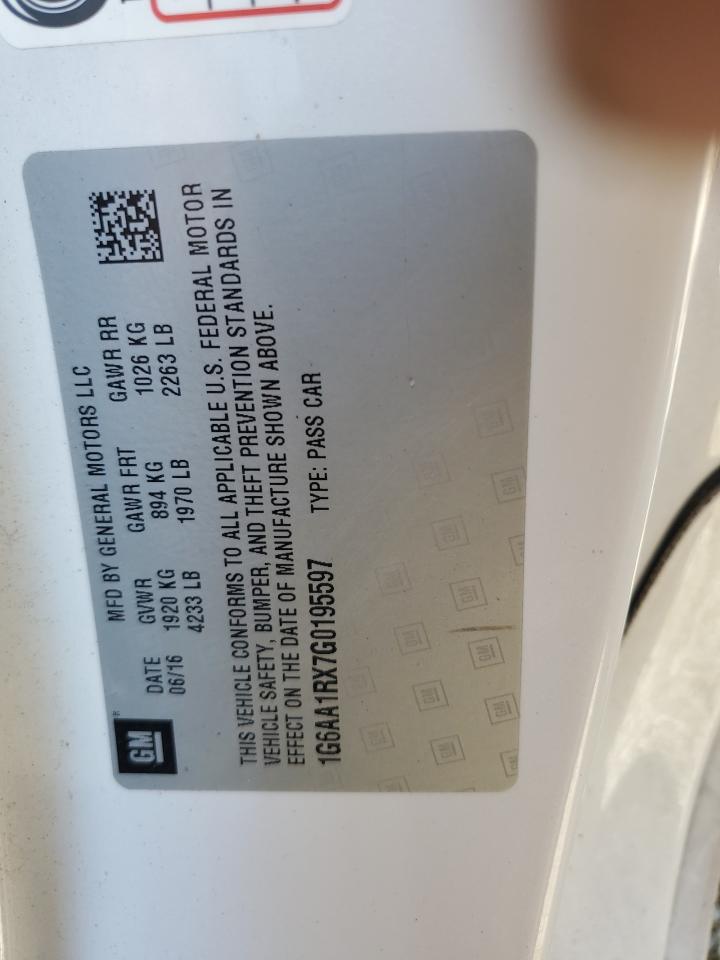 GM
MFD BY GENERAL MOTORS LLC
DATE GVWR GAWR FRT GAWR RR
06/16 1920 KG 894 KG 1026 KG
4233 LB 1970 LB 2263 LB
THIS VEHICLE CONFORMS TO ALL APPLICABLE U.S. FEDERAL MOTOR
VEHICLE SAFETY, BUMPER, AND THEFT PREVENTION STANDARDS IN
EFFECT ON THE DATE OF MANUFACTURE SHOWN ABOVE.
1G6AA1RX7G0195597 TYPE: PASS CAR